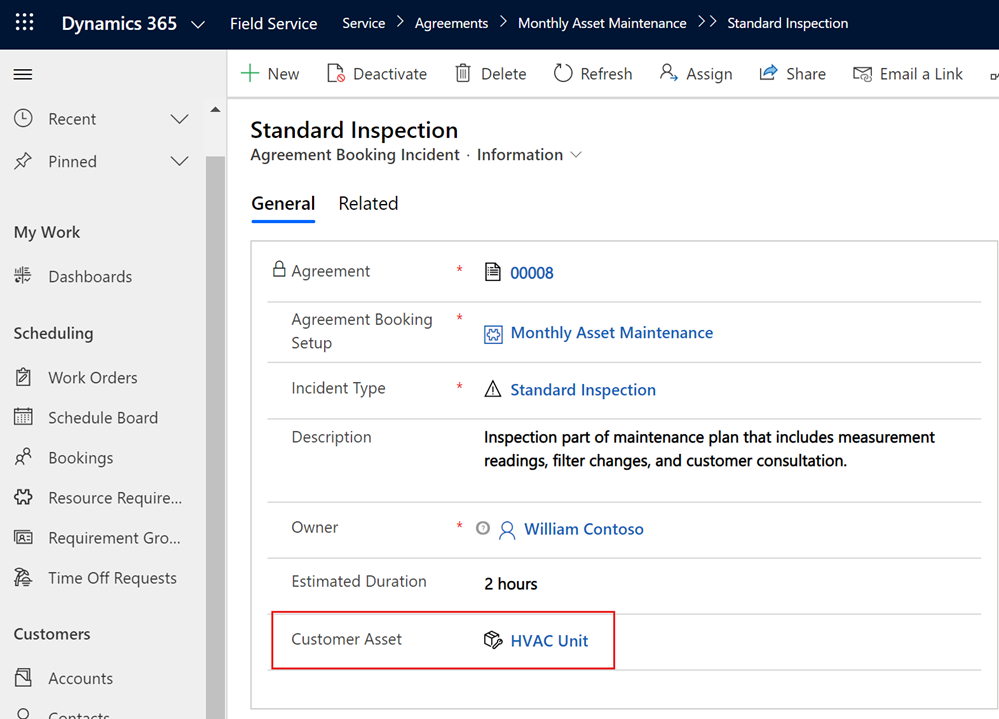 Dynamics 365 Field Service Service Agreements Monthly Asset Maintenance Standard Inspection
New Deactivate Delete Refresh Assign Share Email a Link
Recent
Pinned
My Work
Dashboards
Scheduling
Work Orders
Schedule Board
Bookings
Resource Require...
Requirement Gro...
Time Off Requests
Customers
Accounts
Contacts
Standard Inspection
Agreement Booking Incident · Information
General Related
Agreement * 00008
Agreement Booking
Setup
* Monthly Asset Maintenance
Incident Type * Standard Inspection
Description
Inspection part of maintenance plan that includes measurement
readings, filter changes, and customer consultation.
Owner * William Contoso
Estimated Duration 2 hours
Customer Asset HVAC Unit